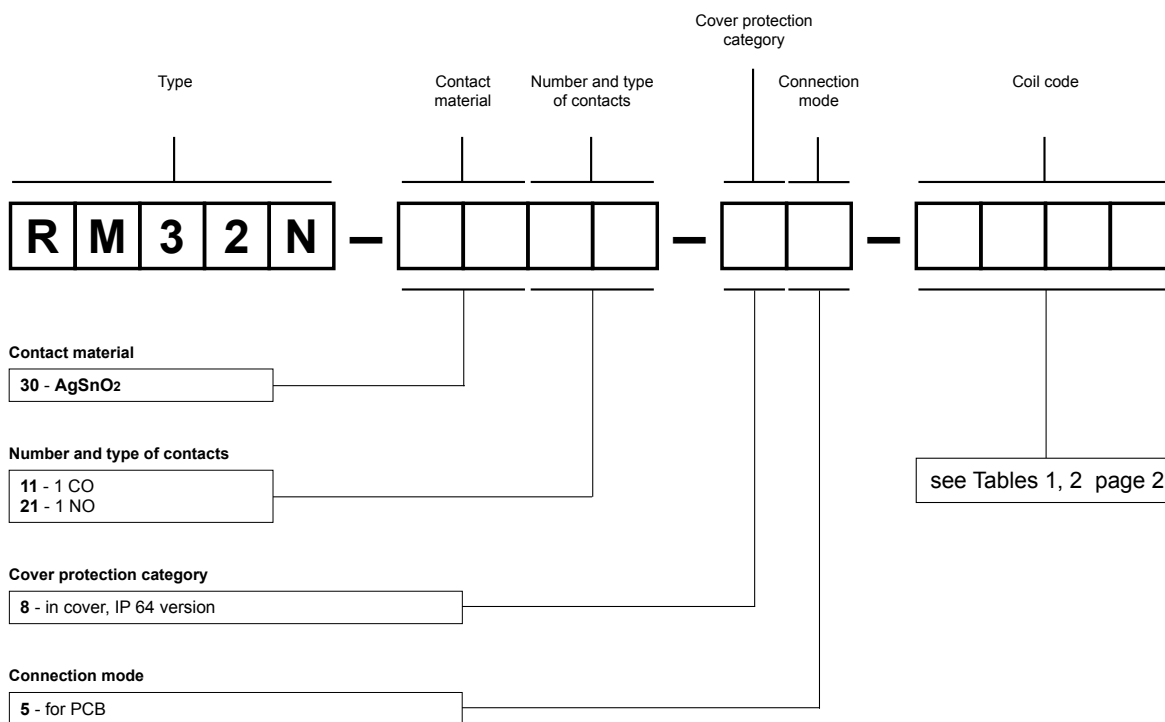 Cover protection
category
Type
Contact
material
Number and type
of contacts
Connection
mode
Coil code
R M 3 2 N – –  –
Contact material
30 - AgSnO2
Number and type of contacts
11 - 1 CO
21 - 1 NO
see Tables 1, 2 page 2
Cover protection category
8 - in cover, IP 64 version
Connection mode
5 - for PCB